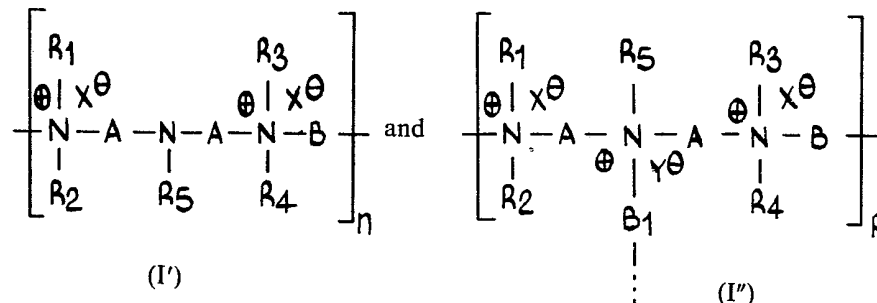 R1 R3 R1 R5 R3
⊕ X⊖ ⊕ X⊖ ⊕ X⊖ ⊕ X⊖
N A N A N B n and N A N A N B
⊕ Y⊖
R2 R5 R4 R2 B1 R4
(I′) (I″)